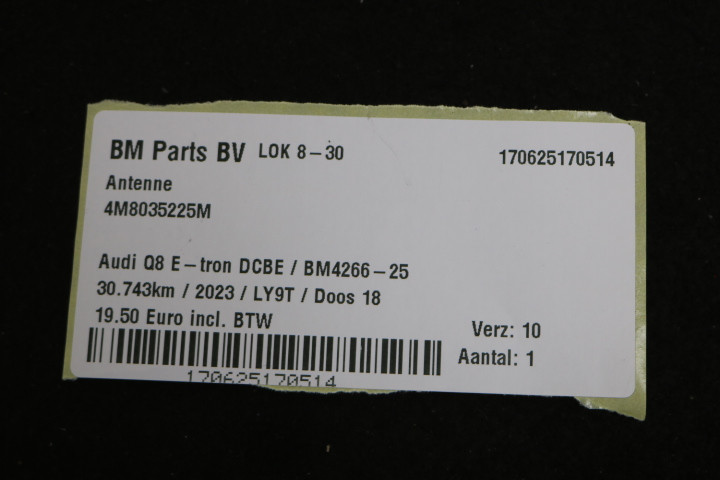 BM Parts BV LOK 8-30 170625170514
Antenne
4M8035225M
Audi Q8 E-tron DCBE / BM4266-25
30.743km / 2023 / LY9T / Doos 18
19.50 Euro incl. BTW
Verz: 10
Aantal: 1
170625170514